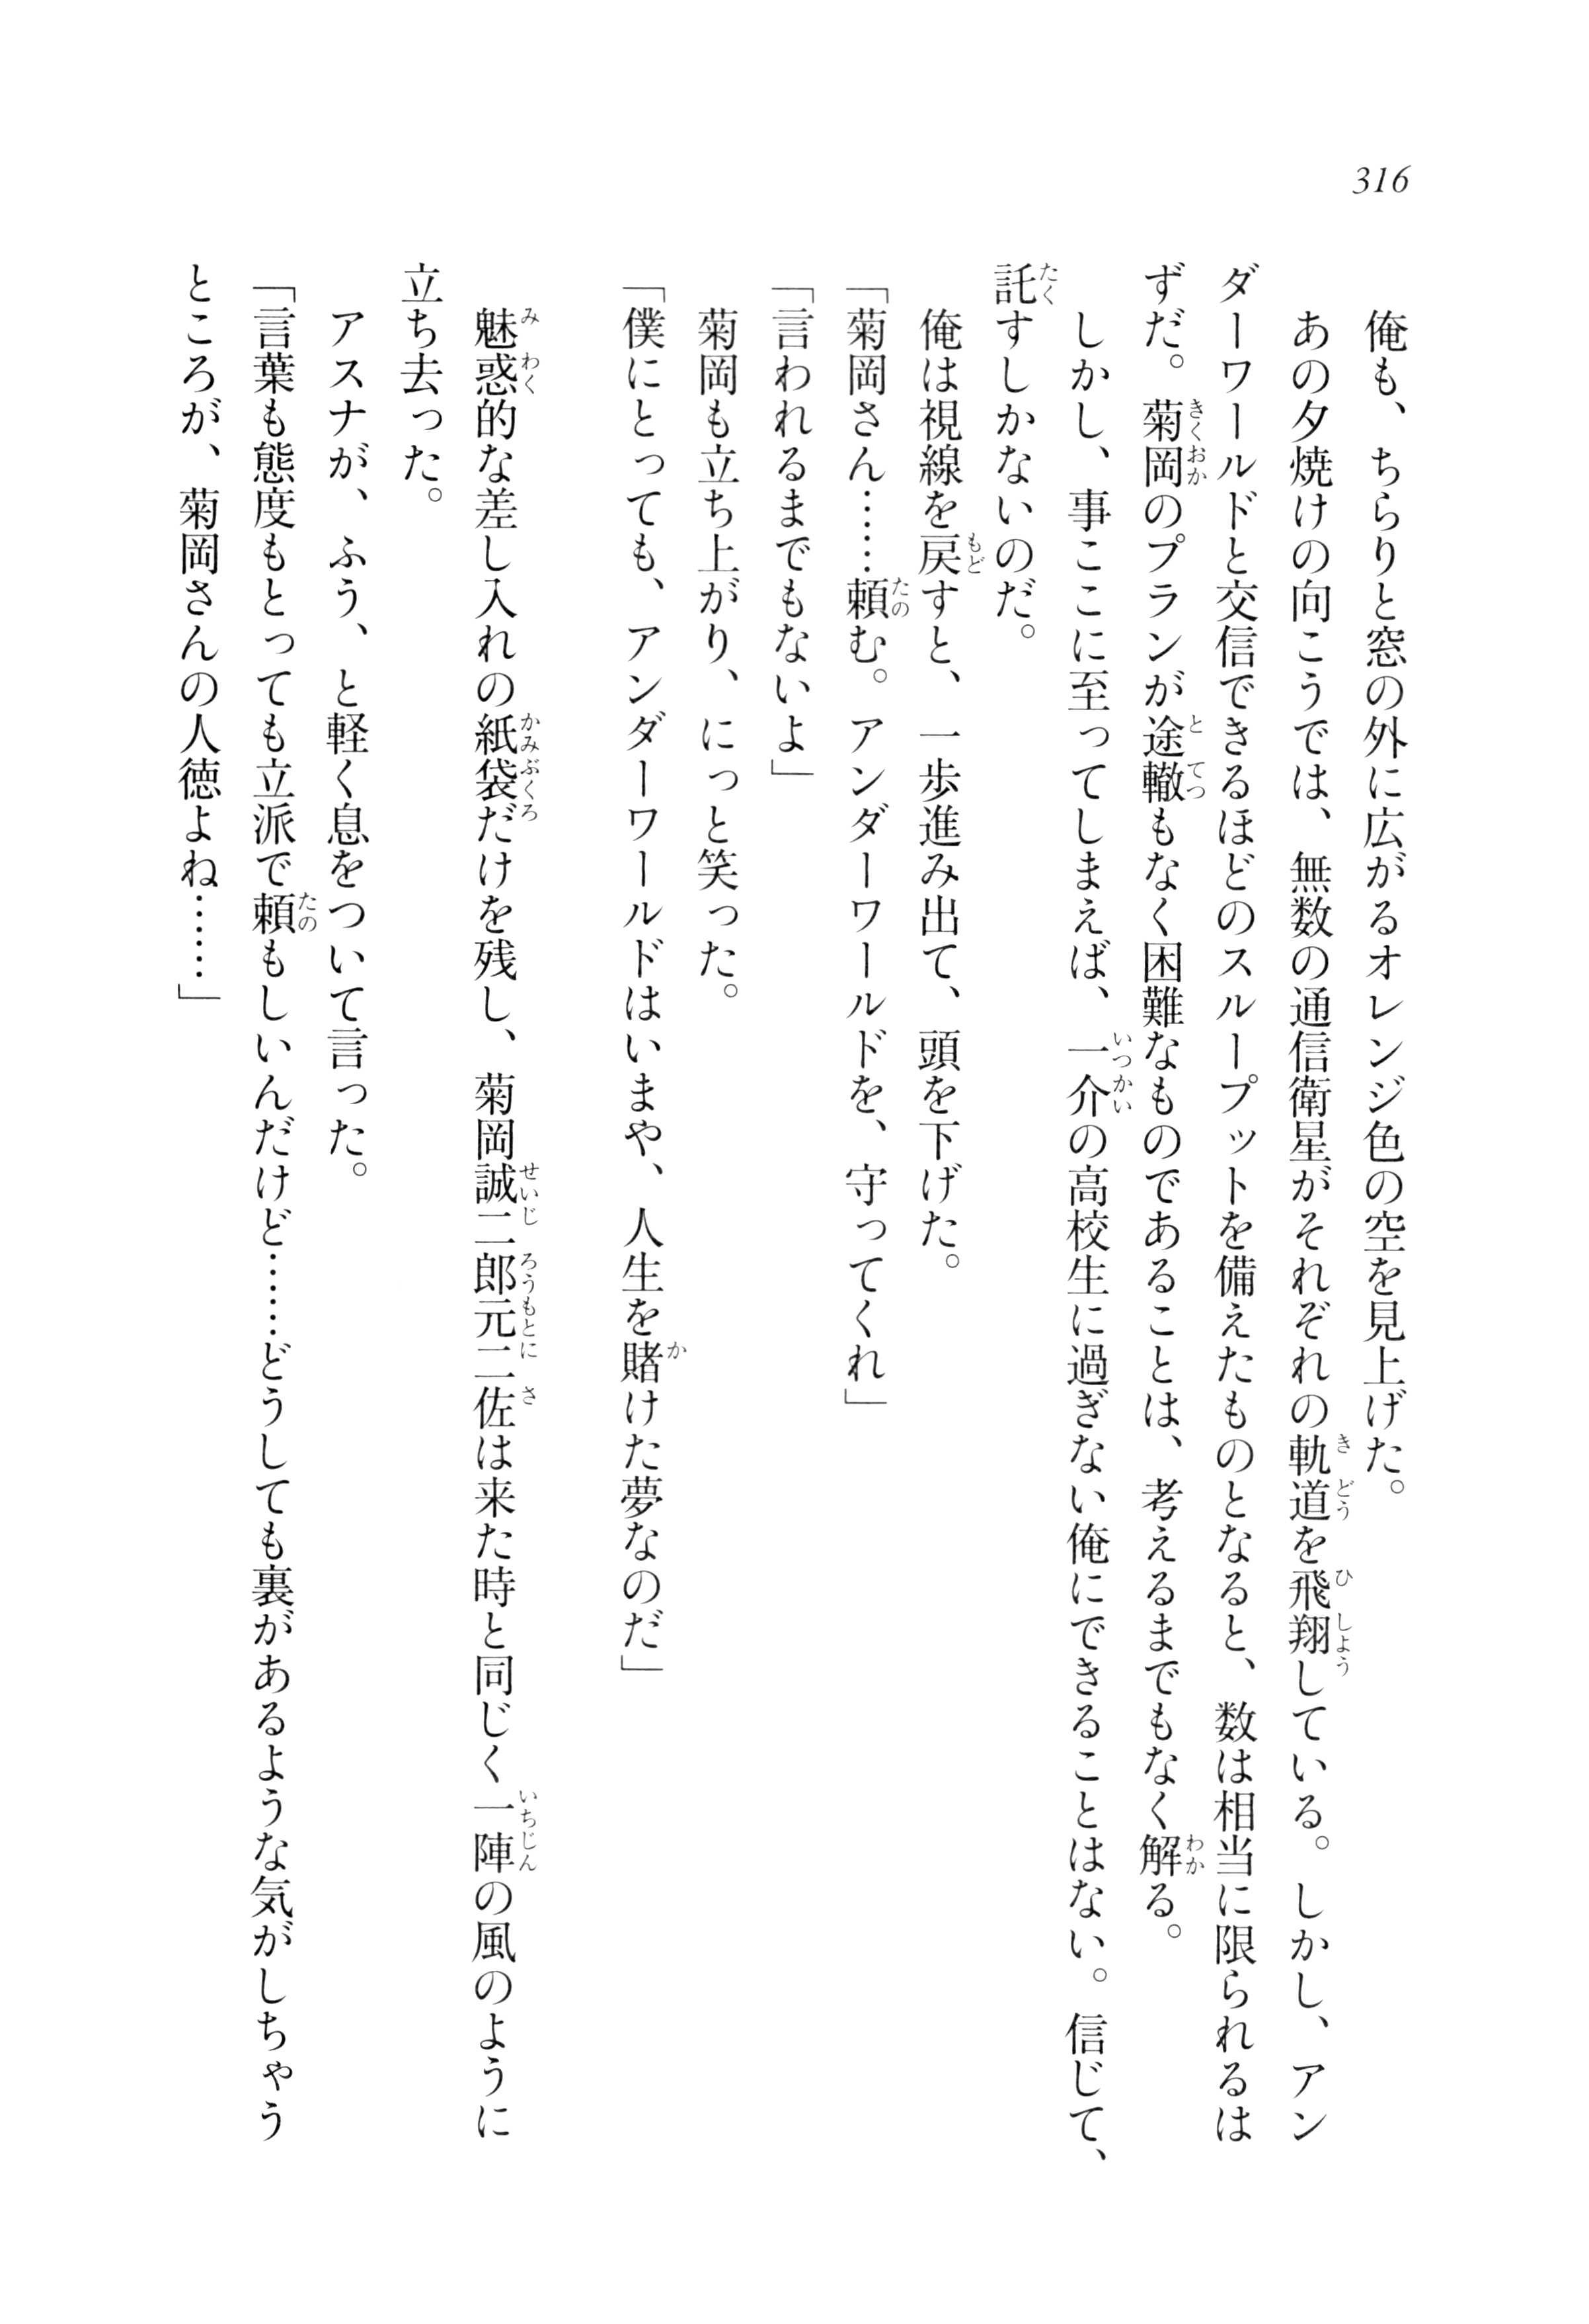 316
俺も、ちらりと窓の外に広がるオレンジ色の空を見上げた。
あの夕焼けの向こうでは、無数の通信衛星がそれぞれの軌道を飛翔している。しかし、アン
ダーワールドと交信できるほどのスループットを備えたものとなると、数は相当に限られるは
ずだ。菊岡のプランが途轍もなく困難なものであることは、考えるまでもなく解る。
しかし、事ここに至ってしまえば、一介の高校生に過ぎない俺にできることはない。信じて、
託すしかないのだ。
俺は視線を戻すと、一歩進み出て、頭を下げた。
「菊岡さん……頼む。アンダーワールドを、守ってくれ」
「言われるまでもないよ」
菊岡も立ち上がり、にっと笑った。
「僕にとっても、アンダーワールドはいまや、人生を賭けた夢なのだ」
魅惑的な差し入れの紙袋だけを残し、菊岡誠二郎元二佐は来た時と同じく一陣の風のように
立ち去った。
アスナが、ふう、と軽く息をついて言った。
「言葉も態度もとっても立派で頼もしいんだけど……どうしても裏があるような気がしちゃう
ところが、菊岡さんの人徳よね……」